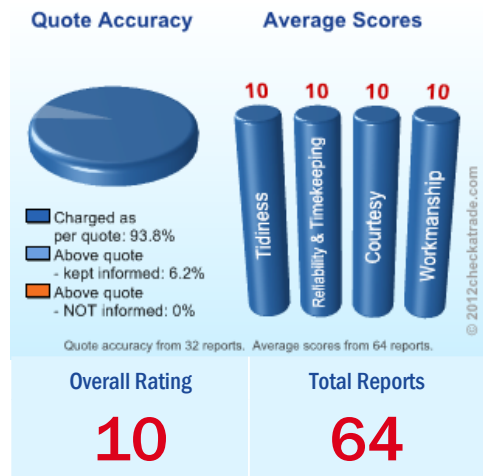 Quote Accuracy
Average Scores
10
10
10
10
Tidiness
Reliability & Timekeeping
Courtesy
Workmanship
Charged as
per quote: 93.8%
Above quote
- kept informed: 6.2%
Above quote
- NOT informed: 0%
© 2012checkatrade.com
Quote accuracy from 32 reports. Average scores from 64 reports.
Overall Rating
10
Total Reports
64